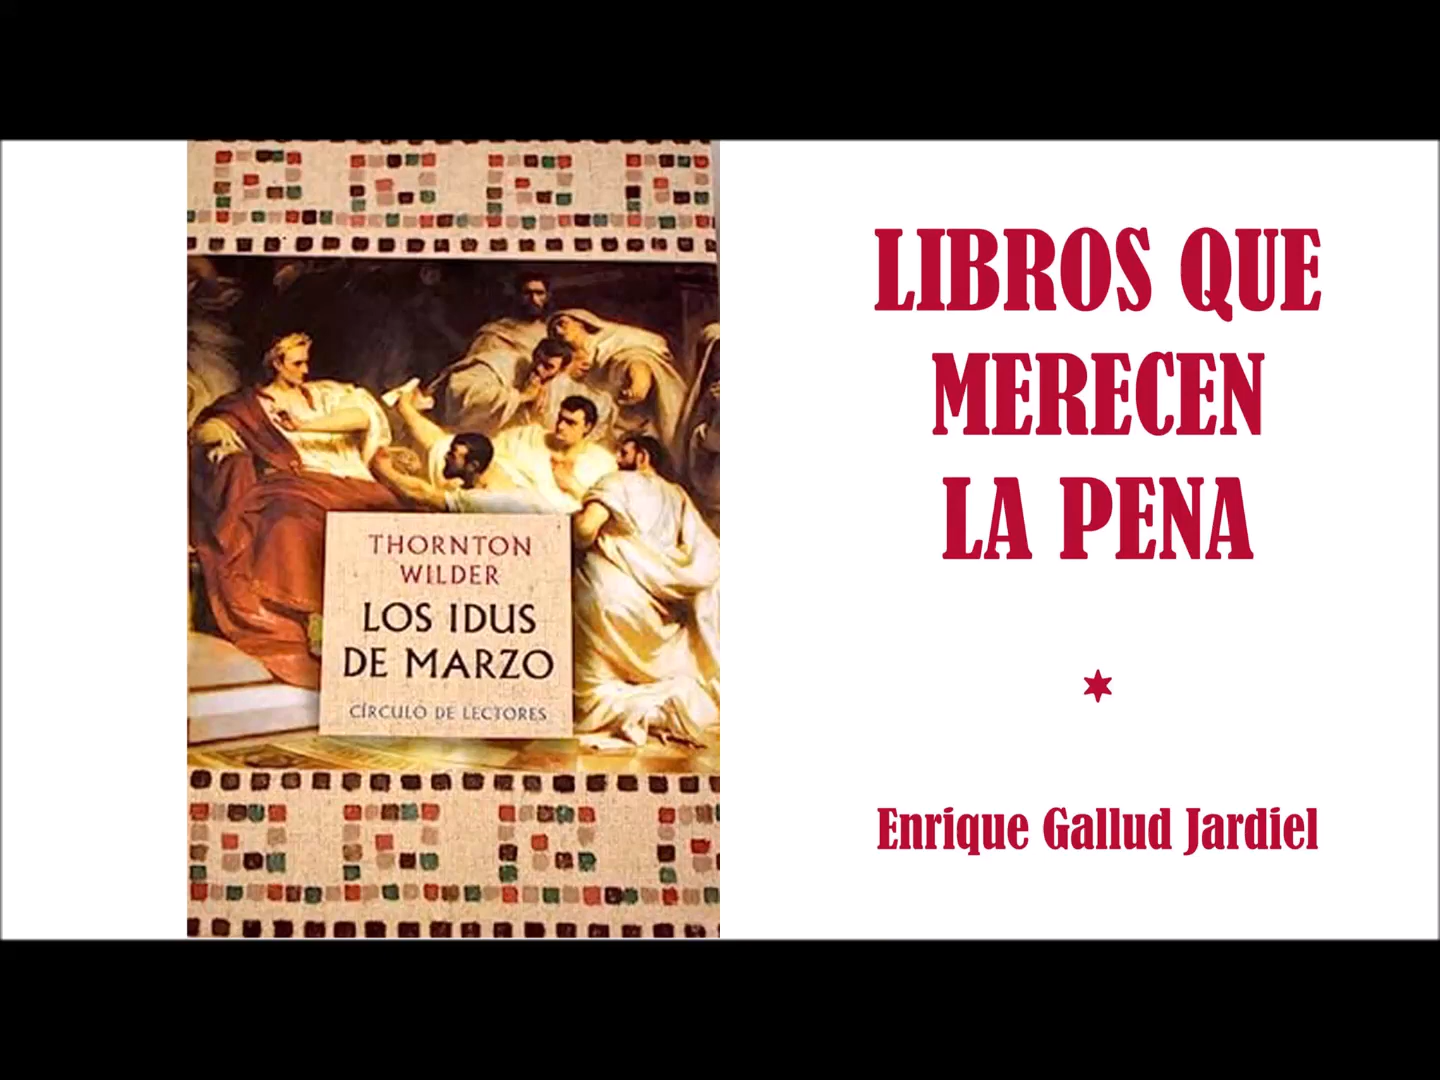 THORNTON
WILDER
LOS IDUS
DE MARZO
CÍRCULO DE LECTORES
LIBROS QUE
MERECEN
LA PENA
Enrique Gallud Jardiel